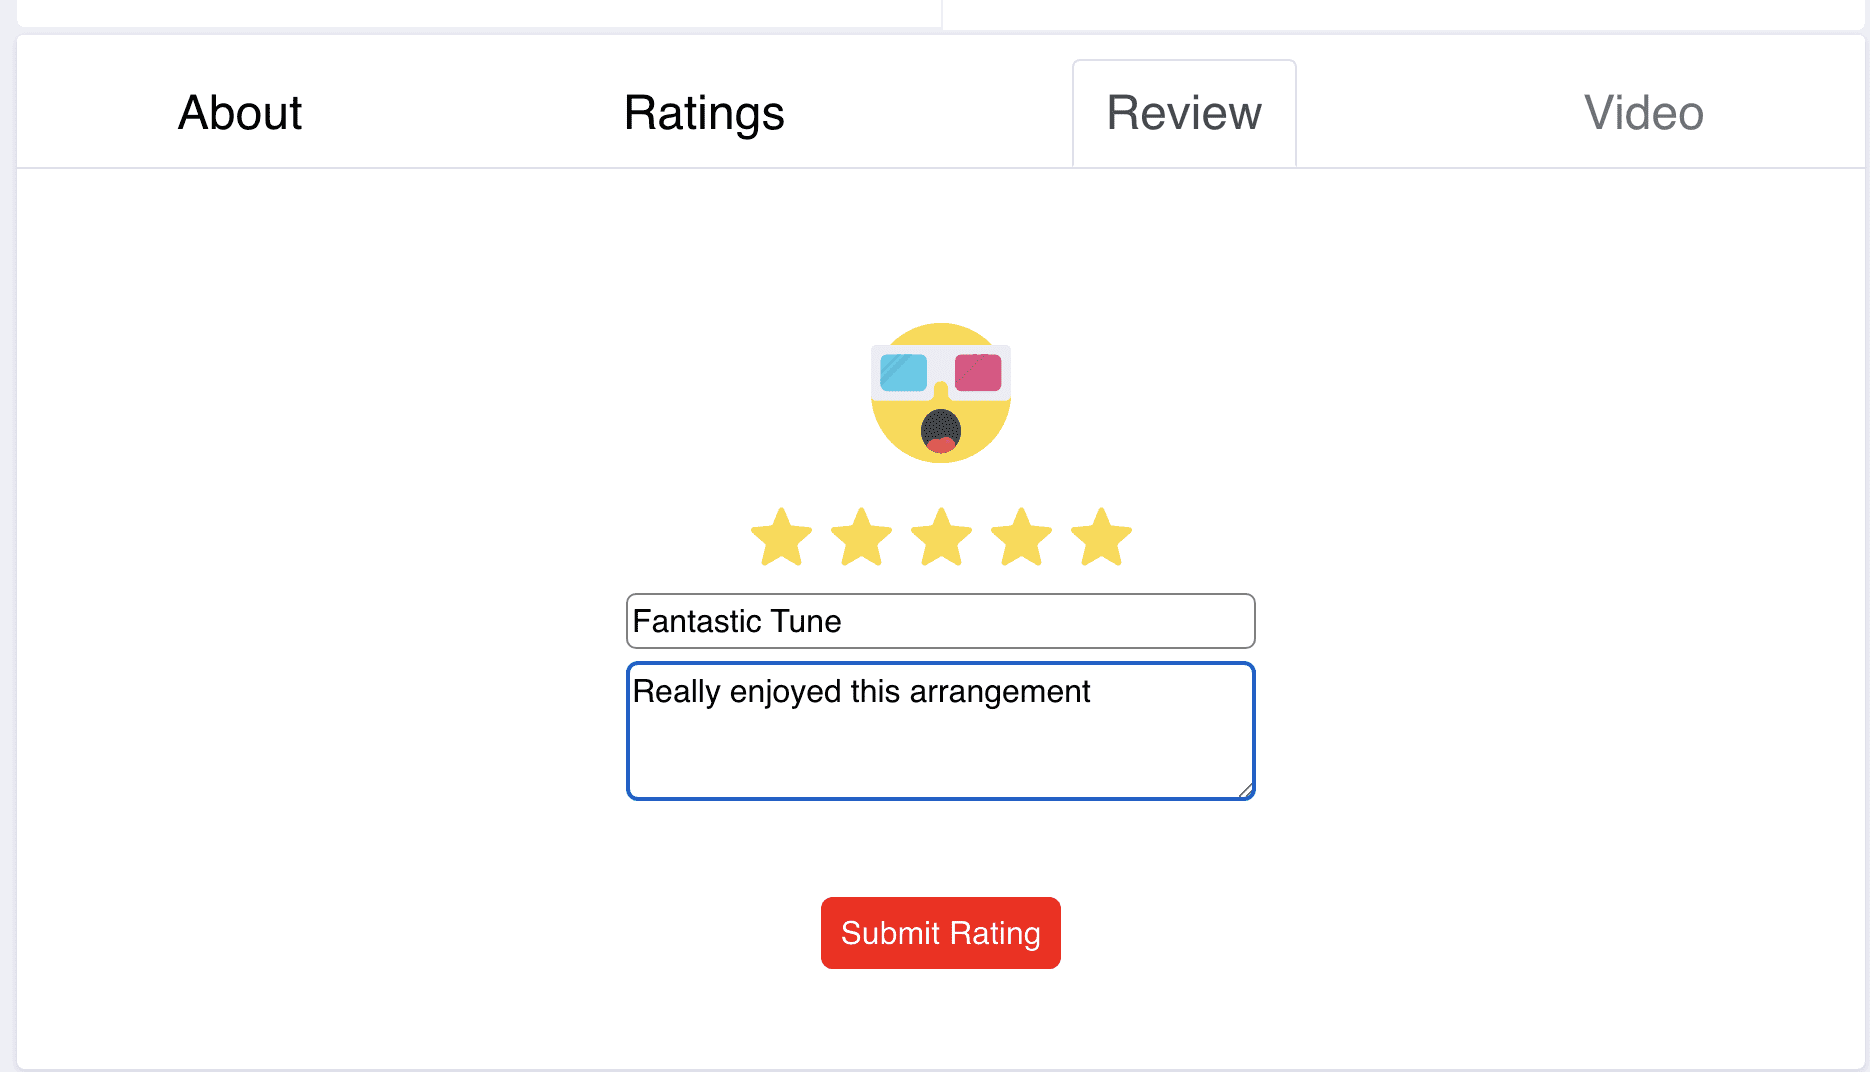 About Ratings Review Video
Fantastic Tune
Really enjoyed this arrangement
Submit Rating